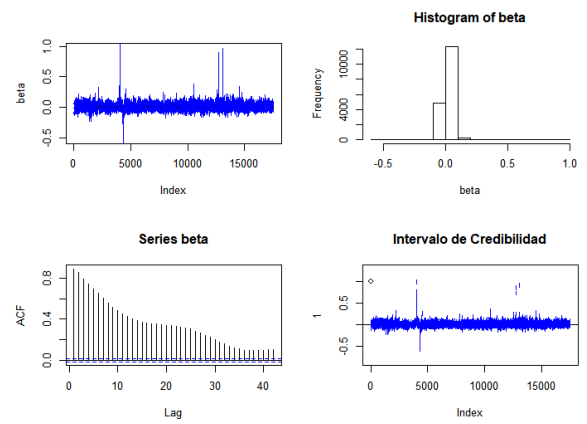 beta
-0.5 0.0 0.5 1.0
0 5000 10000 15000
Index
Histogram of beta
Frequency
0 4000 10000
-0.5 0.0 0.5 1.0
beta
Series beta
ACF
0.0 0.4 0.8
0 10 20 30 40
Lag
Intervalo de Credibilidad
1
-0.5 0.5
0 5000 10000 15000
Index